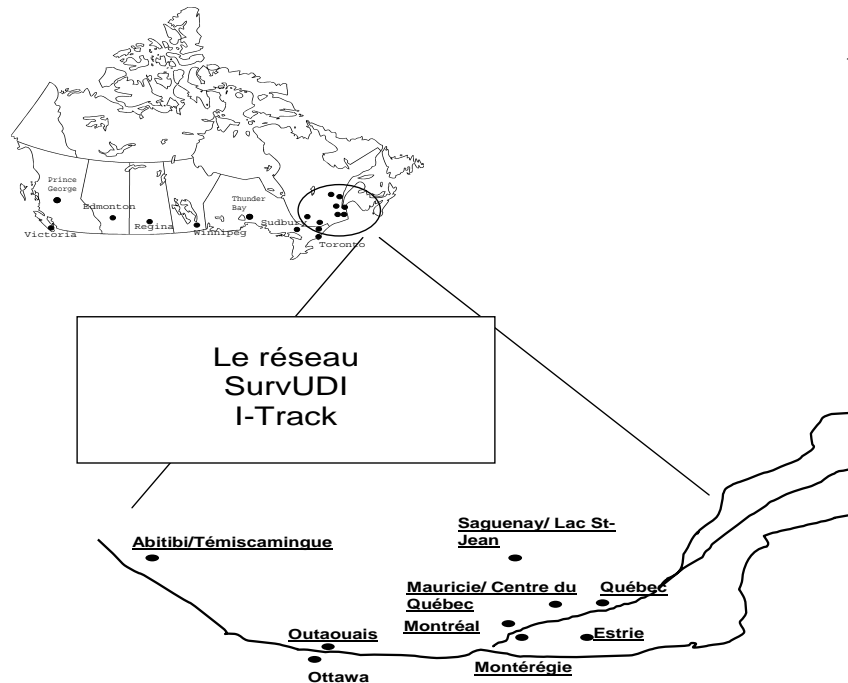 Prince
George
Edmonton
Victoria
Regina
Winnipeg
Thunder
Bay
Sudbury
Toronto
Le réseau
SurvUDI
I-Track
Abitibi/Témiscamingue
Saguenay/ Lac St-
Jean
Mauricie/ Centre du
Québec
Québec
Montréal
Estrie
Outaouais
Montérégie
Ottawa